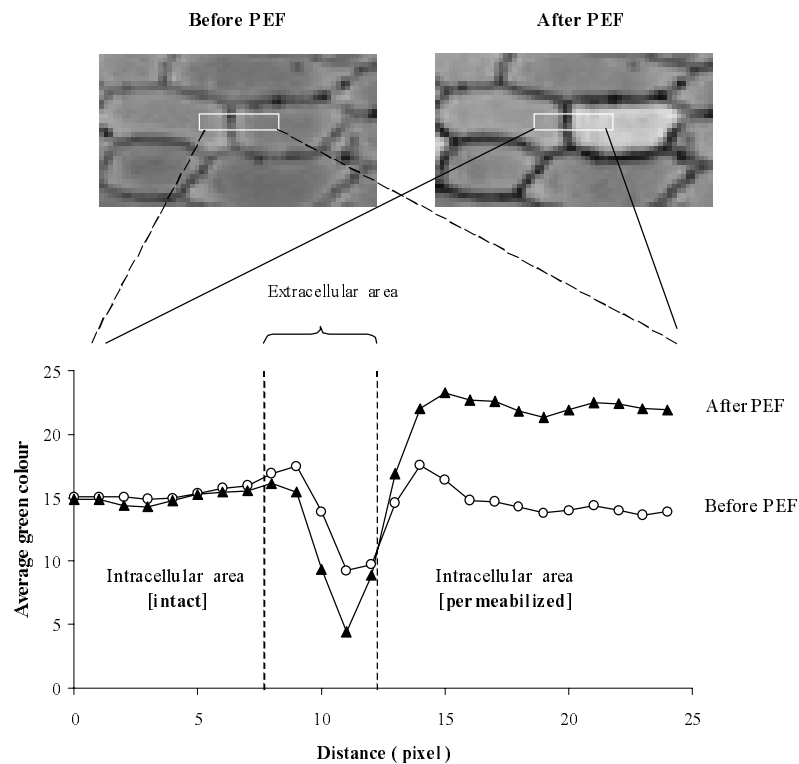 Before PEF
After PEF
Extracellular area
25
20
15
10
5
0
Average green colour
After PEF
Before PEF
Intracellular area
[intact]
Intracellular area
[permeabilized]
0
5
10
15
20
25
Distance ( pixel )